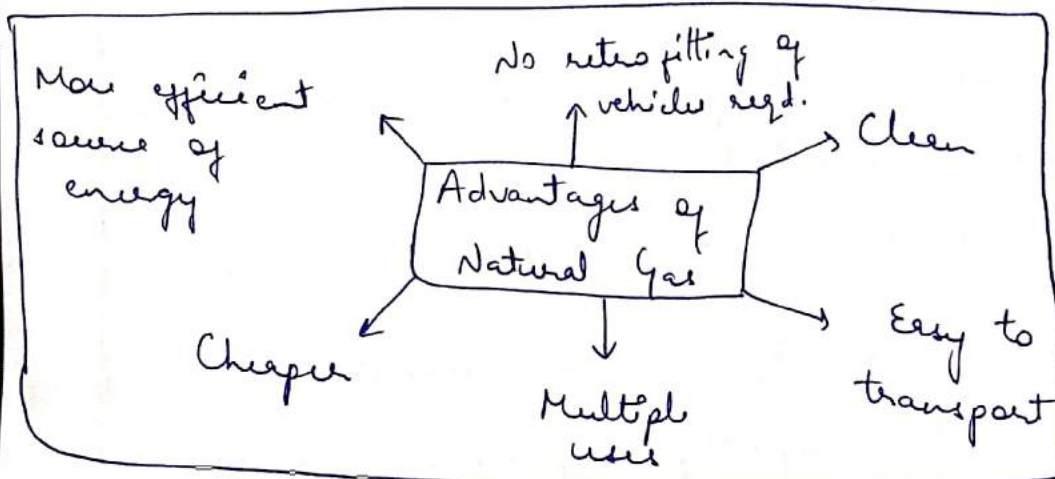 No retrofitting of
vehicles reqd.
More efficient
source of
energy
Clean
Advantages of
Natural Gas
Cheaper
Multiple
uses
Easy to
transport